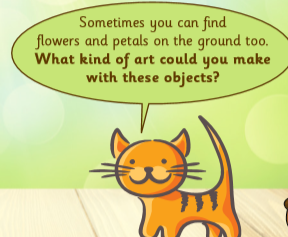 Sometimes you can find
flowers and petals on the ground too.
What kind of art could you make
with these objects?